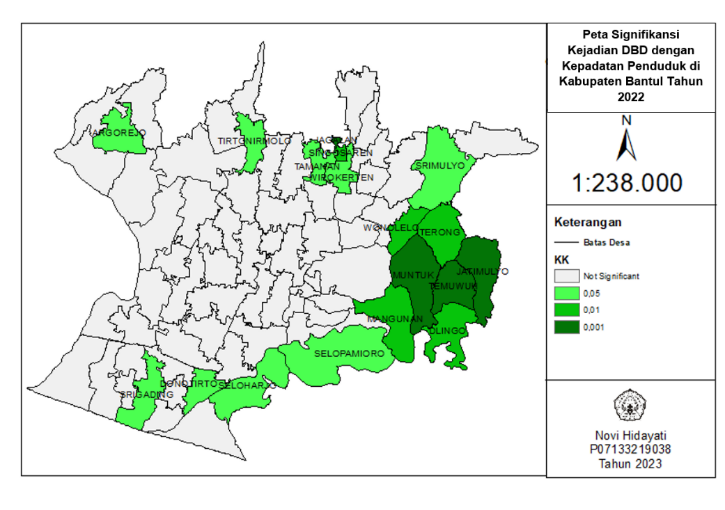 Peta Signifikansi
Kejadian DBD dengan
Kepadatan Penduduk di
Kabupaten Bantul Tahun
2022
N
1:238.000
Keterangan
Batas Desa
KK
Not Significant
0,05
0,01
0,001
Novi Hidayati
P07133219038
Tahun 2023
ARGOREJO
TIRTONIRMOLO
JAGALAN
SINGOSAREN
TAMANAN
WIROKERTEN
SRIMULYO
WONOLELO
TERONG
MUNTUK
JATIMULYO
TEMUWUH
MANGUNAN
DLINGO
SELOPAMIORO
DONOTIRTO
SELOHARJO
SRIGADING